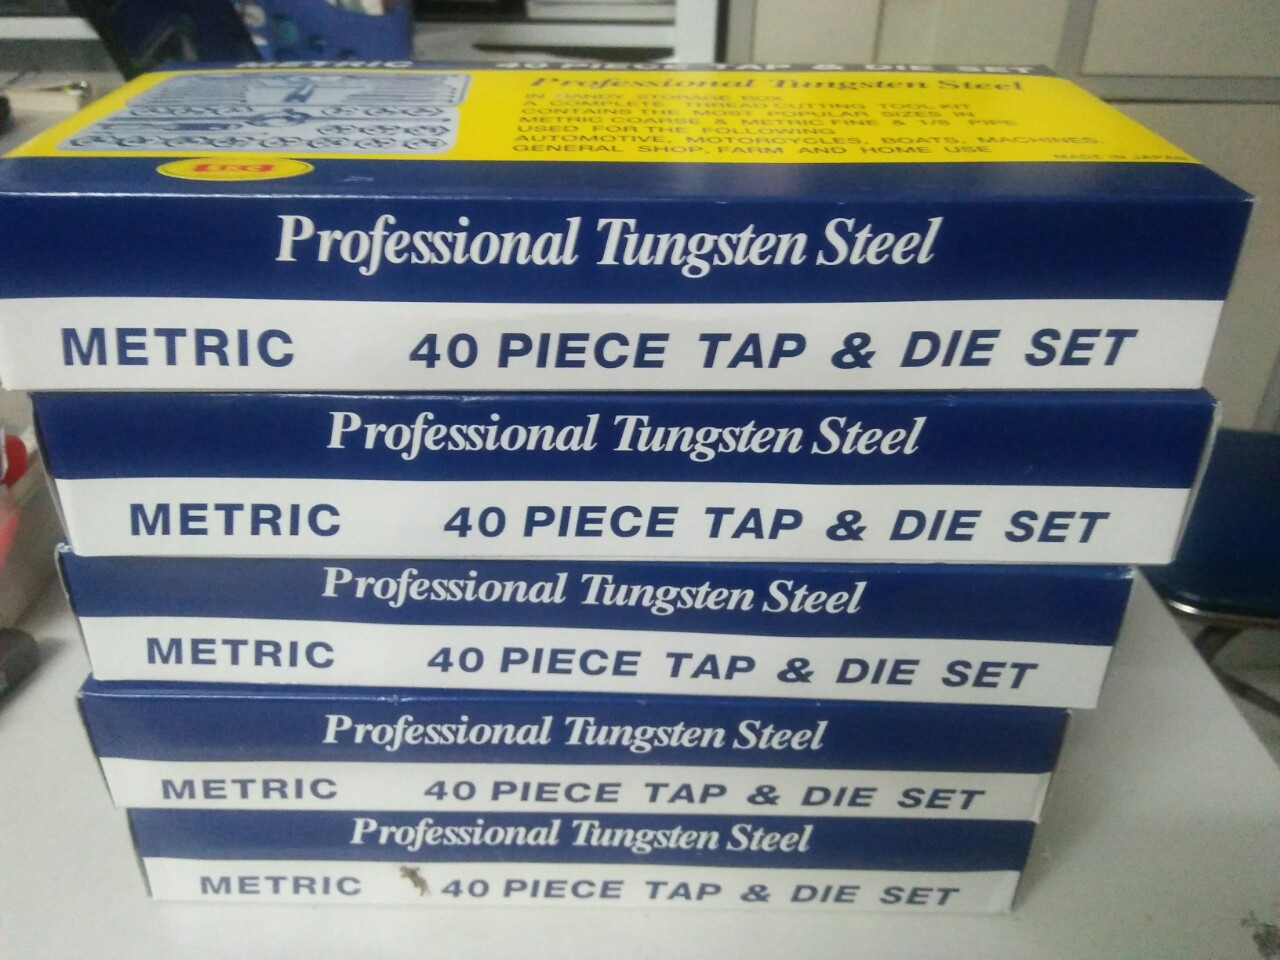 METRIC 40 PIECE TAP & DIE SET
Professional Tungsten Steel
IN HANDY STORAGE BOX
A COMPLETE THREAD CUTTING TOOL KIT
CONTAINS THE MOST POPULAR SIZES IN
METRIC COARSE & METRIC FINE & 1/8 PIPE
USED FOR THE FOLLOWING
AUTOMOTIVE, MOTORCYCLES, BOATS, MACHINES.
GENERAL SHOP, FARM AND HOME USE
MADE IN JAPAN
Professional Tungsten Steel
METRIC 40 PIECE TAP & DIE SET
Professional Tungsten Steel
METRIC 40 PIECE TAP & DIE SET
Professional Tungsten Steel
METRIC 40 PIECE TAP & DIE SET
Professional Tungsten Steel
METRIC 40 PIECE TAP & DIE SET
Professional Tungsten Steel
METRIC 40 PIECE TAP & DIE SET